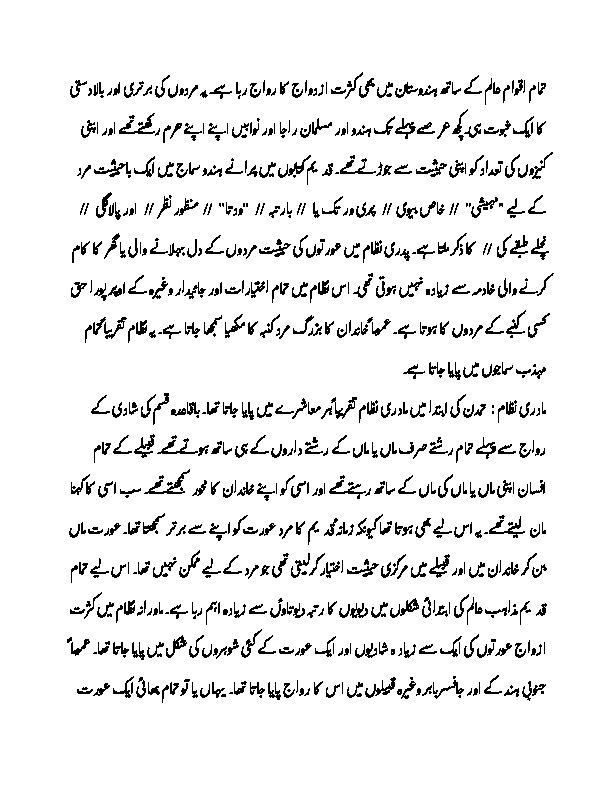 تمام اقوام عالم کے ساتھ ہندوستان میں بھی کثرت ازدواج کا رواج رہا ہے۔ یہ مردوں کی برتری اور بالادستی
کا ایک ثبوت ہی۔ کچھ عرصے پہلے تک ہندو اور مسلمان راجا اور نوابین اپنے اپنے حرم رکھتے تھے اور اپنی
کنیزوں کی تعداد کو اپنی حیثیت سے جوڑتے تھے۔ قدیم کتابوں میں پرانے ہندو سماج میں ایک باحیثیت مرد
کے لیے "مہیشی" // خاص بیوی // پری ورتک یا // بارتبہ // "ودتا" // منظور نظر // اور پالاگلی //
نچلے طبقے کی // کا ذکر ملتا ہے۔ پدری نظام میں عورتوں کی حیثیت مردوں کے دل بہلانے والی یا گھر کا کام
کرنے والی خادمہ سے زیادہ نہیں ہوتی تھی۔ اس نظام میں تمام اختیارات اور جائیدار وغیرہ کے اوپر پورا حق
کسی کنبے کے مردوں کا ہوتا ہے۔ عموماً خاندان کا بزرگ مرد کنبہ کا مکھیا سمجھا جاتا ہے۔ یہ نظام تقریباً تمام
مہذب سماجوں میں پایا جاتا ہے۔
مادری نظام : تمدن کی ابتدا میں مادری نظام تقریباً ہر معاشرے میں پایا جاتا تھا۔ باقاعدہ قسم کی شادی کے
رواج سے پہلے تمام رشتے صرف ماں یا ماں کے رشتے داروں کے ہی ساتھ ہوتے تھے۔ قبیلے کے تمام
انسان اپنی ماں یا ماں کی ماں کے ساتھ رہتے تھے اور اسی کو اپنے خاندان کا محور سمجھتے تھے۔ سب اسی کا کہنا
مان لیتے تھے۔ یہ اس لیے بھی ہوتا تھا کیونکہ زمانہ قدیم کا مرد عورت کو اپنے سے برتر سمجھتا تھا۔ عورت ماں
بن کر خاندان میں اور قبیلے میں مرکزی حیثیت اختیار کر لیتی تھی جو مرد کے لیے ممکن نہیں تھا۔ اس لیے تمام
قدیم مذاہب عالم کی ابتدائی شکلوں میں دیویوں کا رتبہ دیوتاوں سے زیادہ اہم رہا ہے۔ مادرانہ نظام میں کثرت
ازواج عورتوں کی ایک سے زیادہ شادیوں اور ایک عورت کے کئی شوہروں کی شکل میں پایا جاتا تھا۔ عموماً
جنوبی ہند کے اور جانسر بابر وغیرہ قبیلوں میں اس کا رواج پایا جاتا تھا۔ یہاں یا تو تمام بھائی ایک عورت